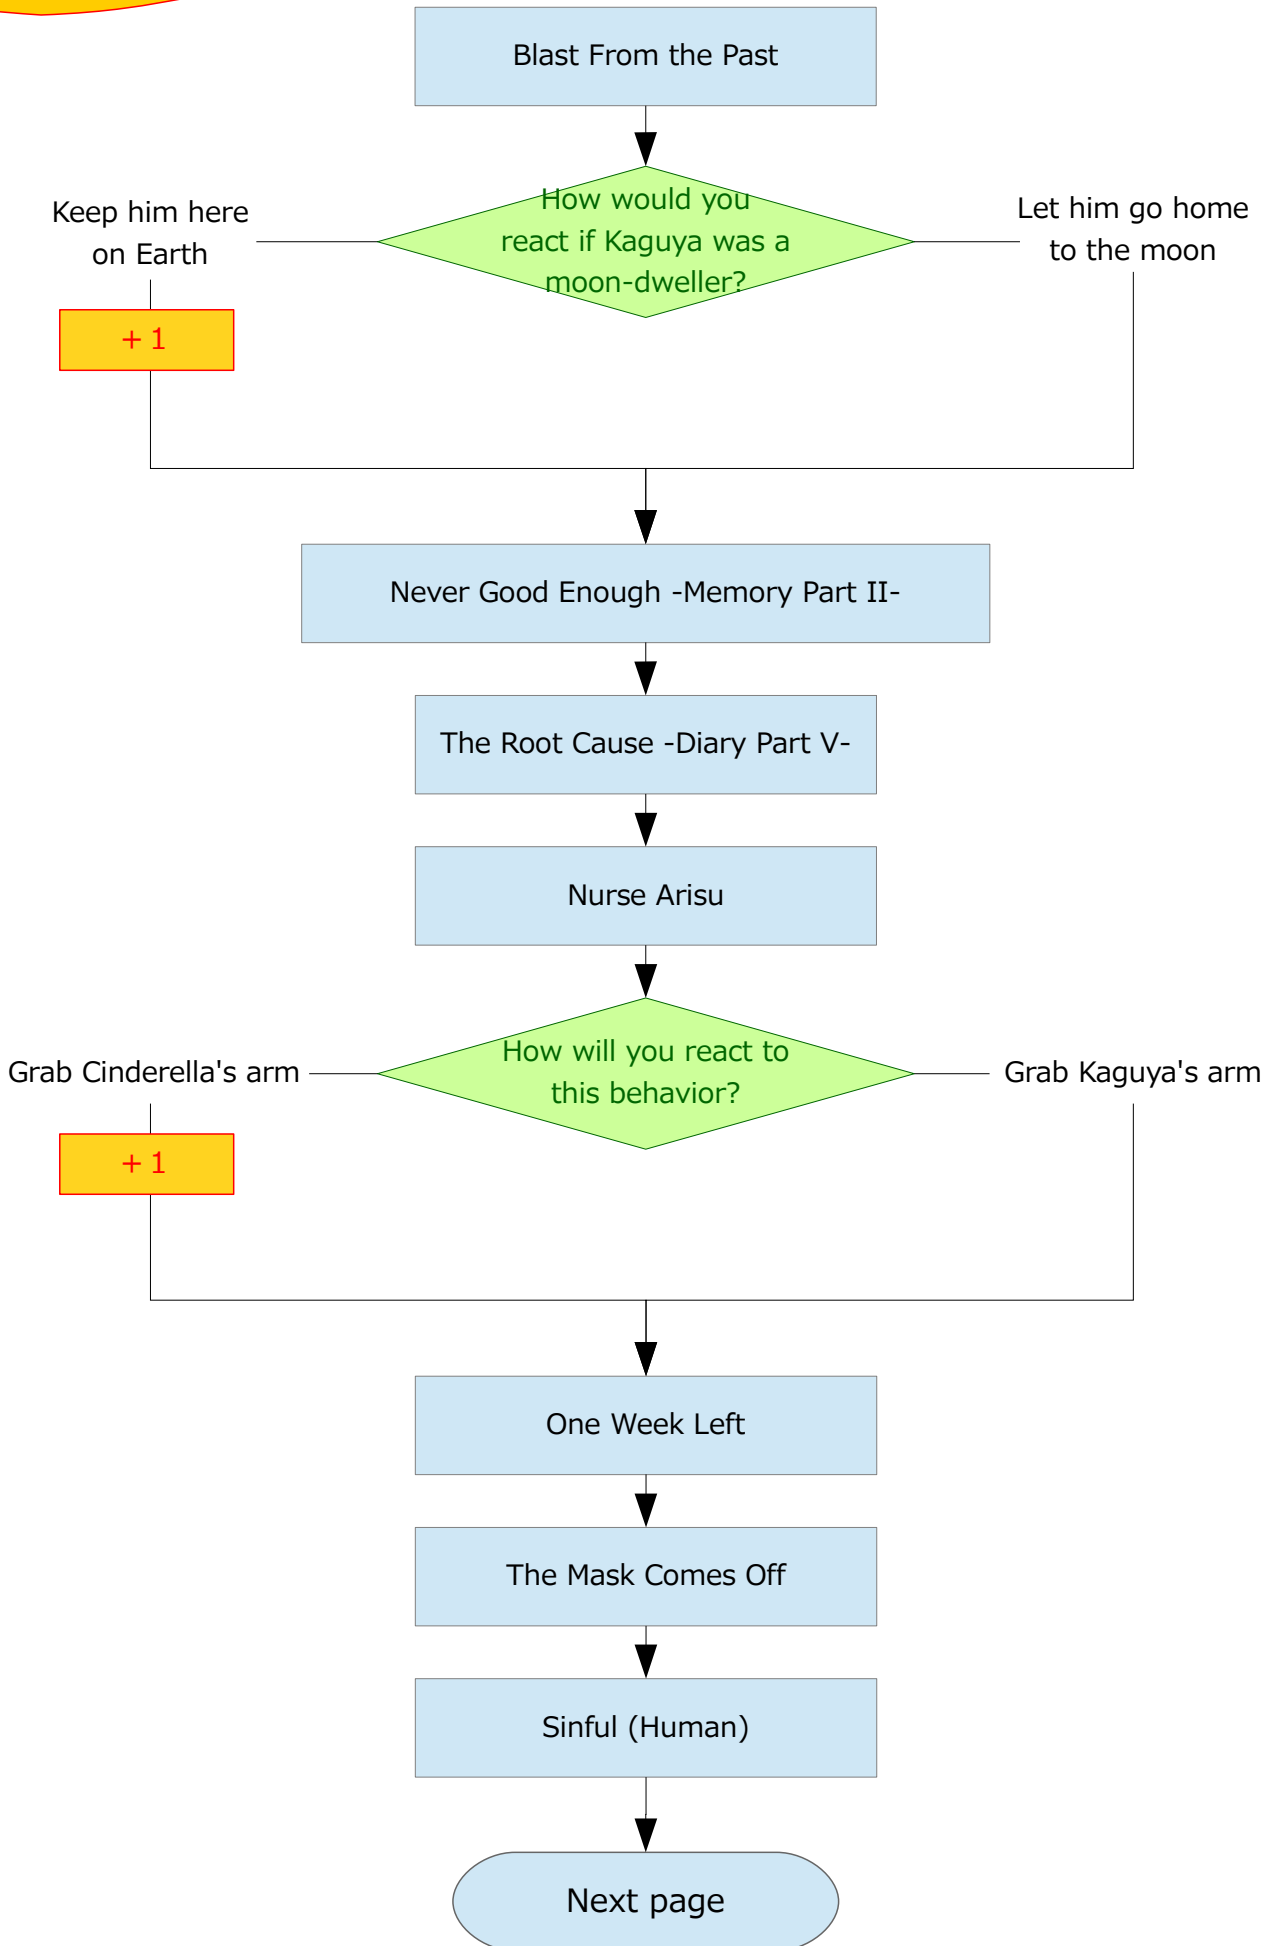 Blast From the Past
Keep him here
on Earth
How would you
react if Kaguya was a
moon-dweller?
Let him go home
to the moon
+1
Never Good Enough -Memory Part II-
The Root Cause -Diary Part V-
Nurse Arisu
Grab Cinderella's arm
How will you react to
this behavior?
Grab Kaguya's arm
+1
One Week Left
The Mask Comes Off
Sinful (Human)
Next page